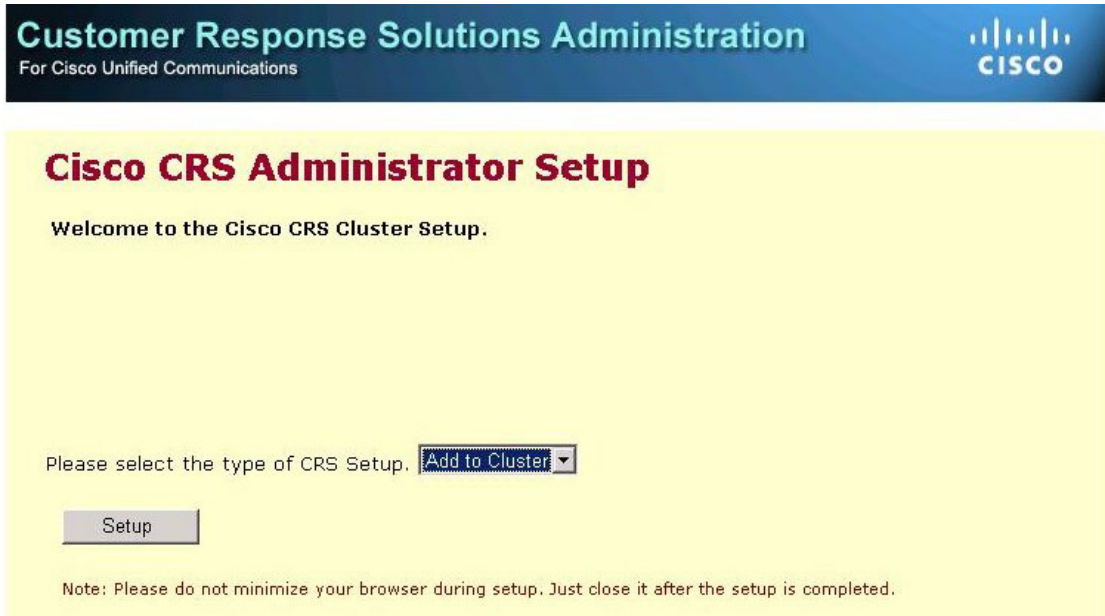 Customer Response Solutions Administration
For Cisco Unified Communications
CISCO
Cisco CRS Administrator Setup
Welcome to the Cisco CRS Cluster Setup.
Please select the type of CRS Setup. Add to Cluster
Setup
Note: Please do not minimize your browser during setup. Just close it after the setup is completed.